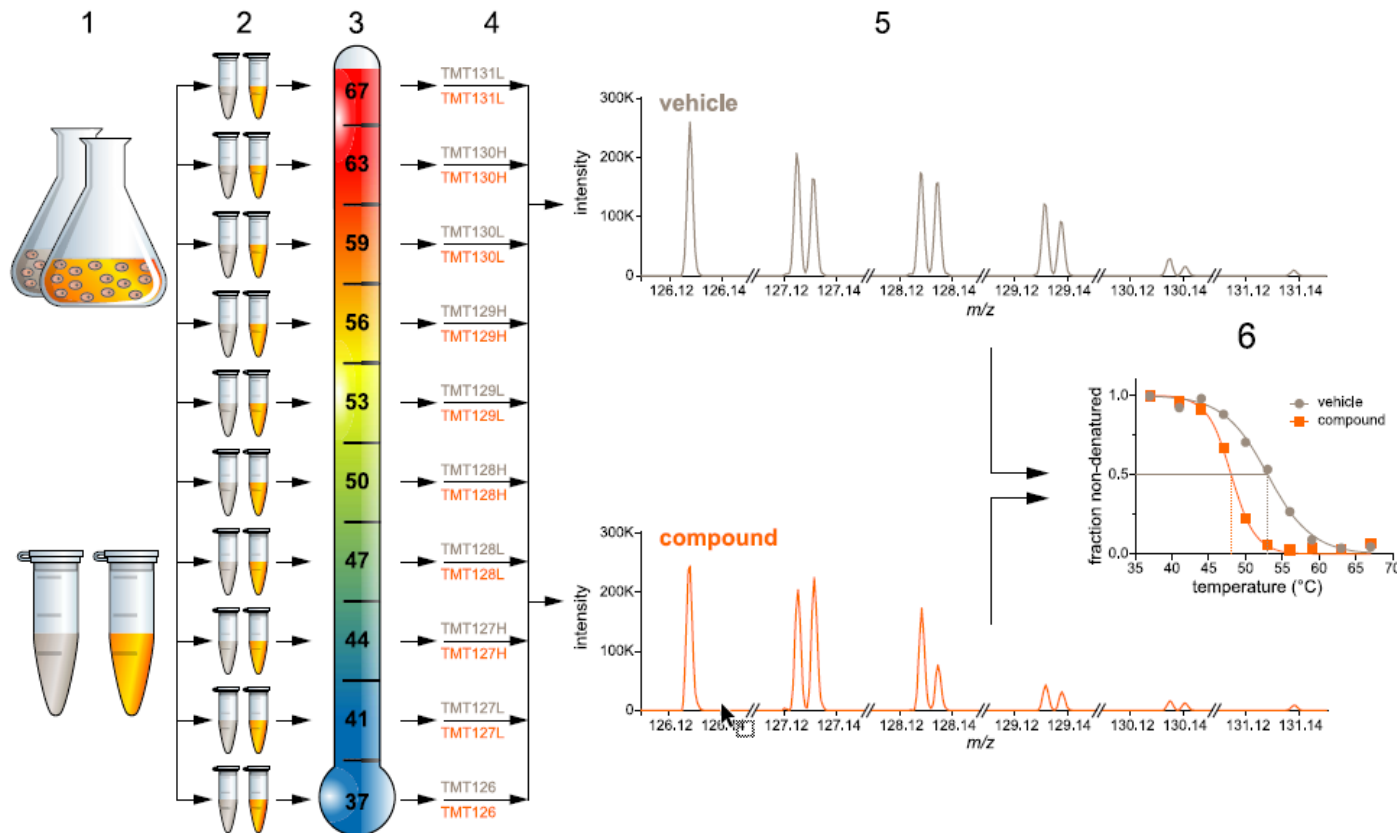 1
2
3
4
5
67
63
59
56
53
50
47
44
41
37
TMT131L
TMT131L
TMT130H
TMT130H
TMT130L
TMT130L
TMT129H
TMT129H
TMT129L
TMT129L
TMT128H
TMT128H
TMT128L
TMT128L
TMT127H
TMT127H
TMT127L
TMT127L
TMT126
TMT126
vehicle
300K
200K
100K
0
intensity
126.12 126.14 127.12 127.14 128.12 128.14 129.12 129.14 130.12 130.14 131.12 131.14
m/z
compound
300K
200K
100K
0
intensity
126.12 127.12 127.14 128.12 128.14 129.12 129.14 130.12 130.14 131.12 131.14
m/z
6
vehicle
compound
1.0
0.5
0.0
fraction non-denatured
35 40 45 50 55 60 65 70
temperature (°C)